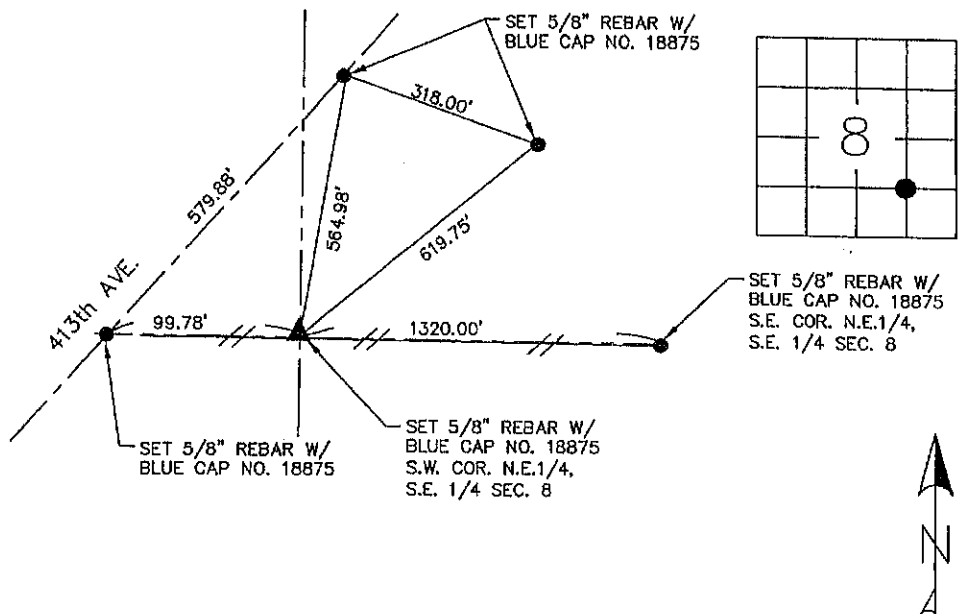 SET 5/8" REBAR W/
BLUE CAP NO. 18875
318.00'
8
579.88'
564.98'
619.75'
413th AVE.
99.78'
1320.00'
SET 5/8" REBAR W/
BLUE CAP NO. 18875
S.E. COR. N.E.1/4,
S.E. 1/4 SEC. 8
SET 5/8" REBAR W/
BLUE CAP NO. 18875
SET 5/8" REBAR W/
BLUE CAP NO. 18875
S.W. COR. N.E.1/4,
S.E. 1/4 SEC. 8
N